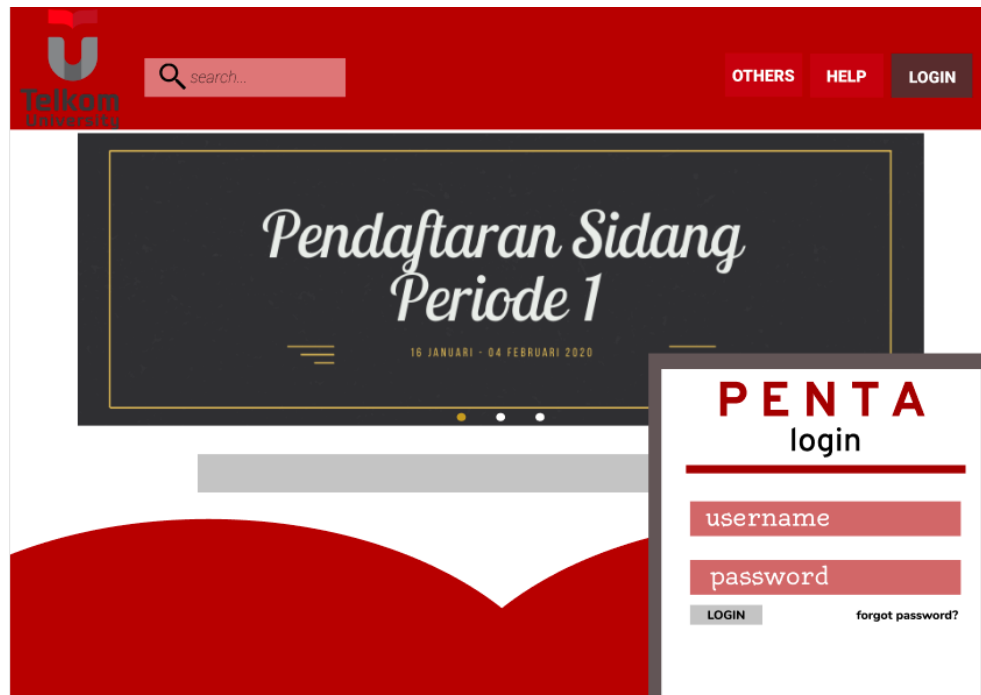 Telkom
University
search...
OTHERS HELP LOGIN
Pendaftaran Sidang
Periode 1
16 JANUARI - 04 FEBRUARI 2020
PENTA
login
username
password
LOGIN forgot password?